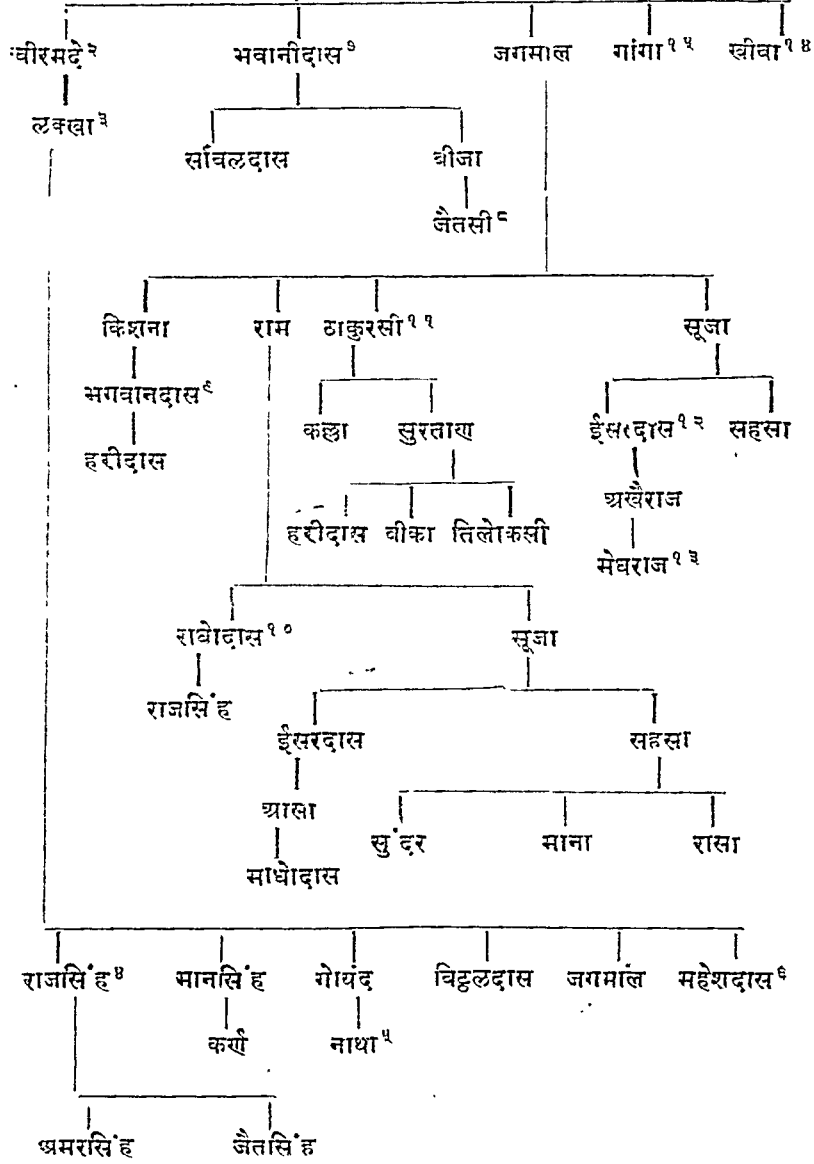 वीरमदे२ भवानीदास७ जगमाल गांगा१५ खीवा१४
लक्खा३
साँवलदास बीजा
जैतसी८
किशना राम ठाकुरसी११ सूजा
भगवानदास९
कल्ला सुरताण ईसरदास१२ सहसा
हरीदास
अखैराज
हरीदास वीका तिलोकसी
मेघराज१३
राघोदास१० सूजा
राजसिंह
ईसरदास सहसा
आसा
सुंदर माना रासा
माधोदास
राजसिंह४ मानसिंह गोयंद विट्ठलदास जगमाल महेशदास६
कर्ण नाथा५
अमरसिंह जैतसिंह